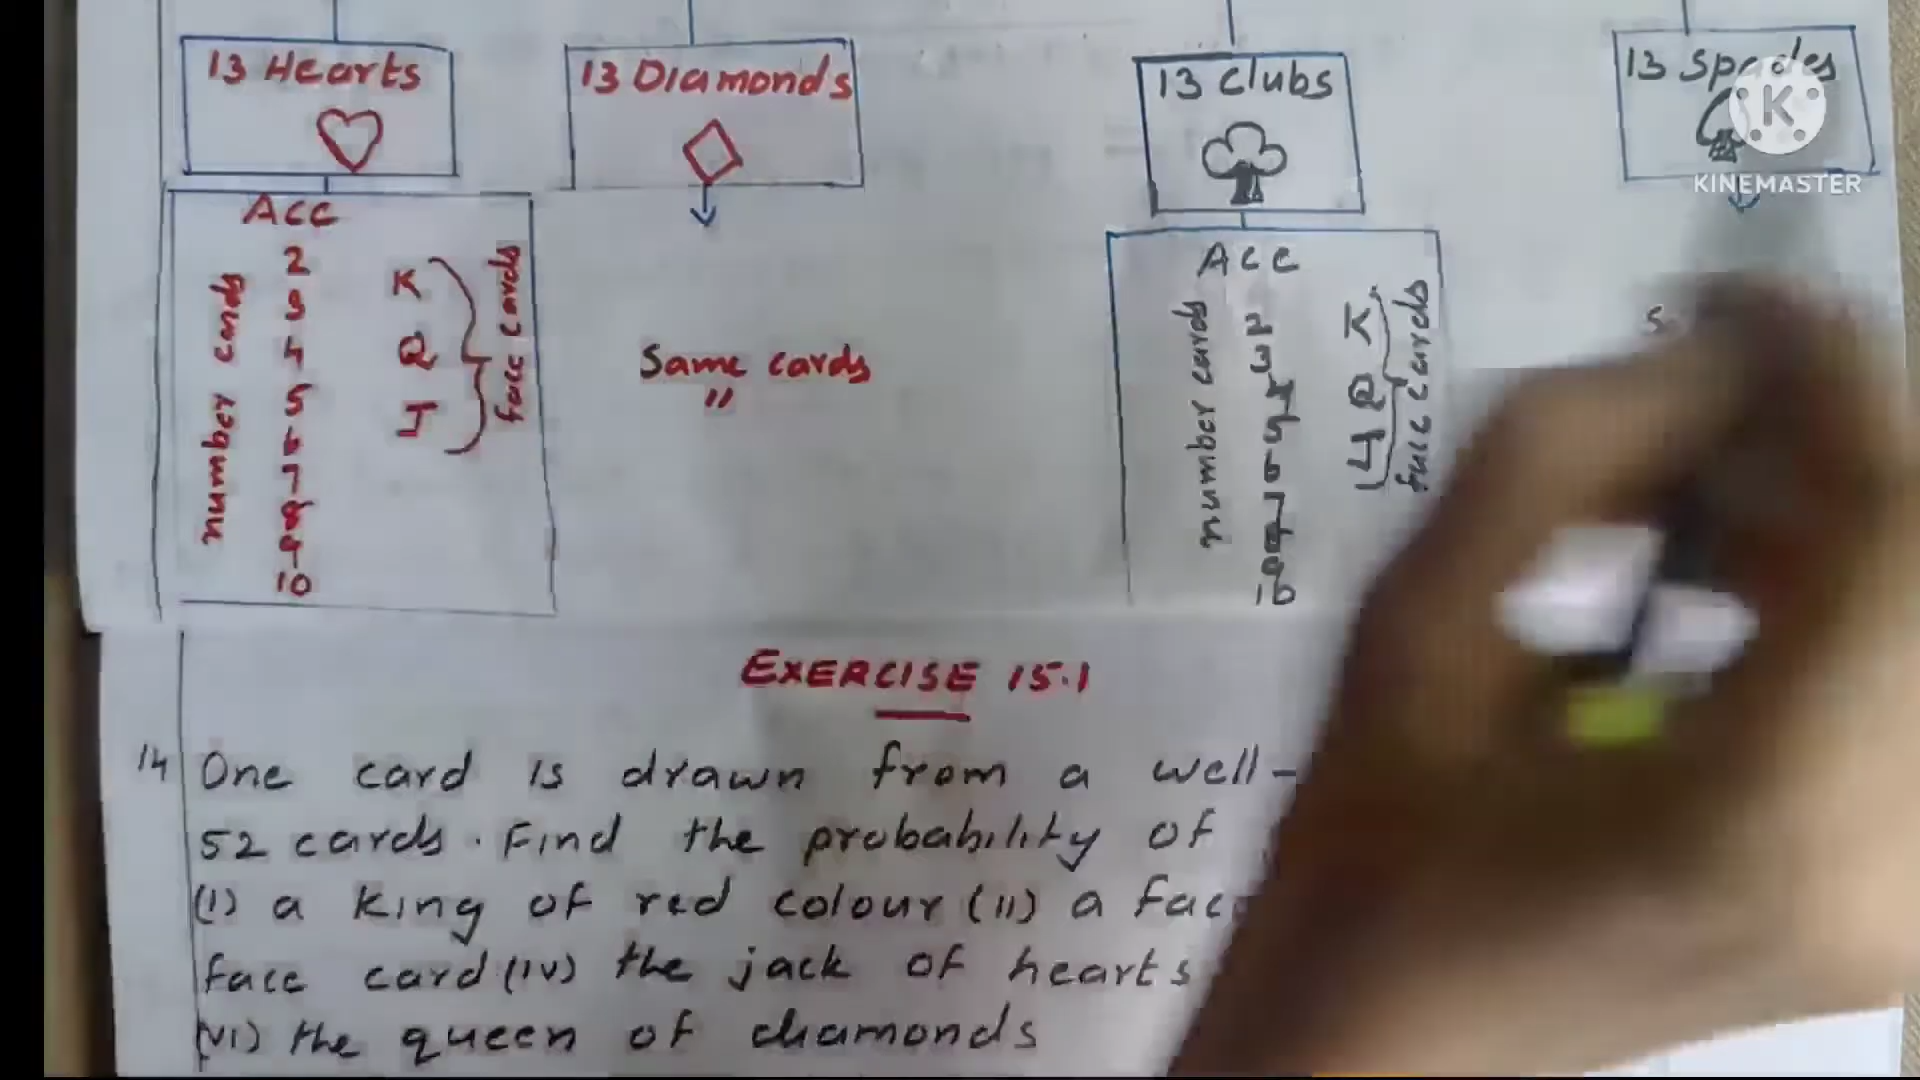 13 Hearts
13 Diamonds
13 Clubs
13 Spades
K
KINEMASTER
Acc
number cards
2
3
4
5
6
7
8
9
10
K
Q
J
face cards
Same cards
"
Acc
number cards
2
3
4
5
6
7
8
9
10
K
Q
J
face cards
EXERCISE 15.1
14 One card is drawn from a well-
52 cards. Find the probability of
(i) a king of red colour (ii) a
face card (iv) the jack of hearts
(vi) the queen of diamonds